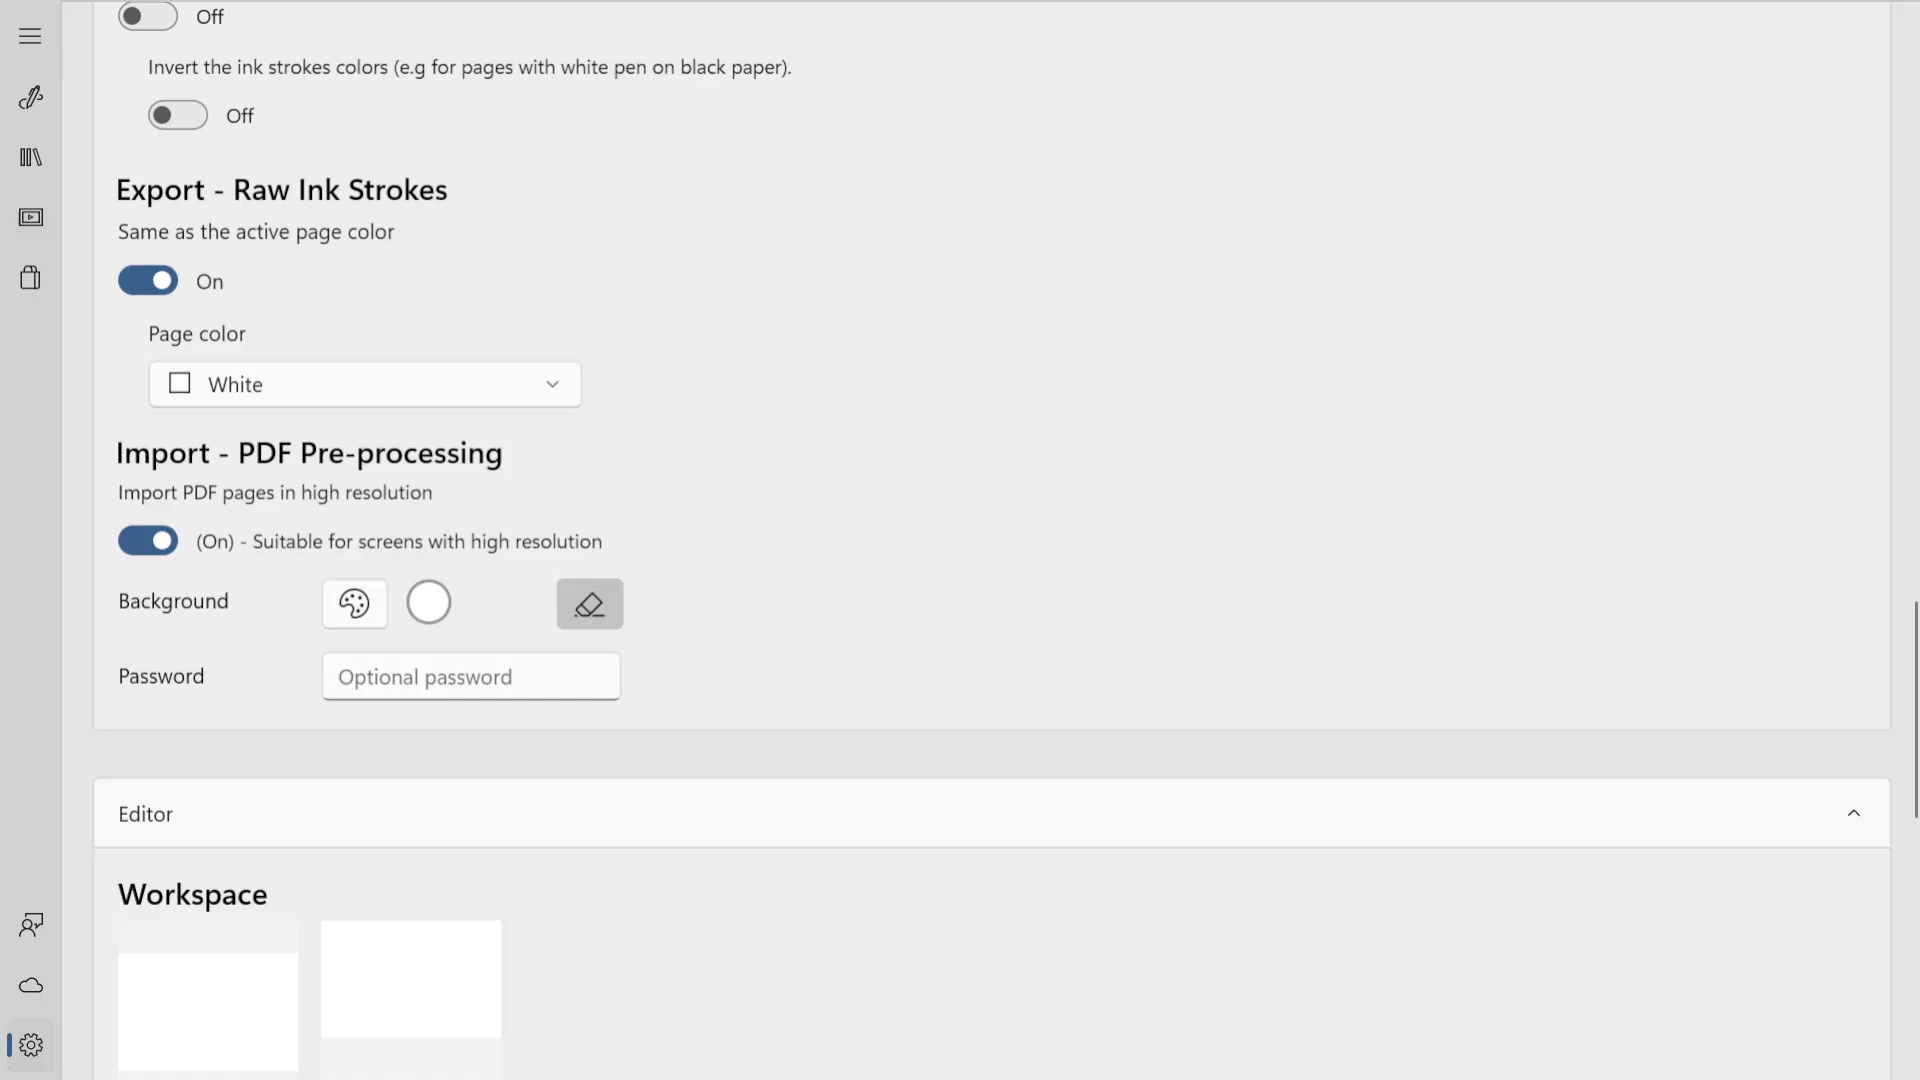 Off
Invert the ink strokes colors (e.g for pages with white pen on black paper).
Off
Export - Raw Ink Strokes
Same as the active page color
On
Page color
White
Import - PDF Pre-processing
Import PDF pages in high resolution
(On) - Suitable for screens with high resolution
Background
Password
Optional password
Editor
Workspace